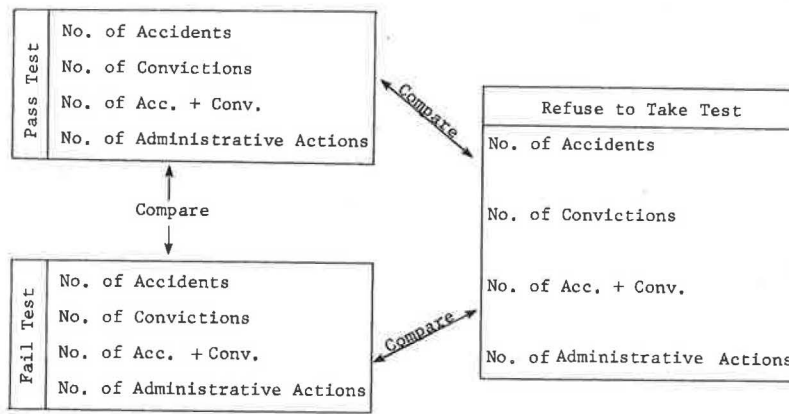 Pass Test
No. of Accidents
No. of Convictions
No. of Acc. + Conv.
No. of Administrative Actions
Compare
Compare
Refuse to Take Test
No. of Accidents
No. of Convictions
No. of Acc. + Conv.
No. of Administrative Actions
Fail Test
No. of Accidents
No. of Convictions
No. of Acc. + Conv.
No. of Administrative Actions
Compare